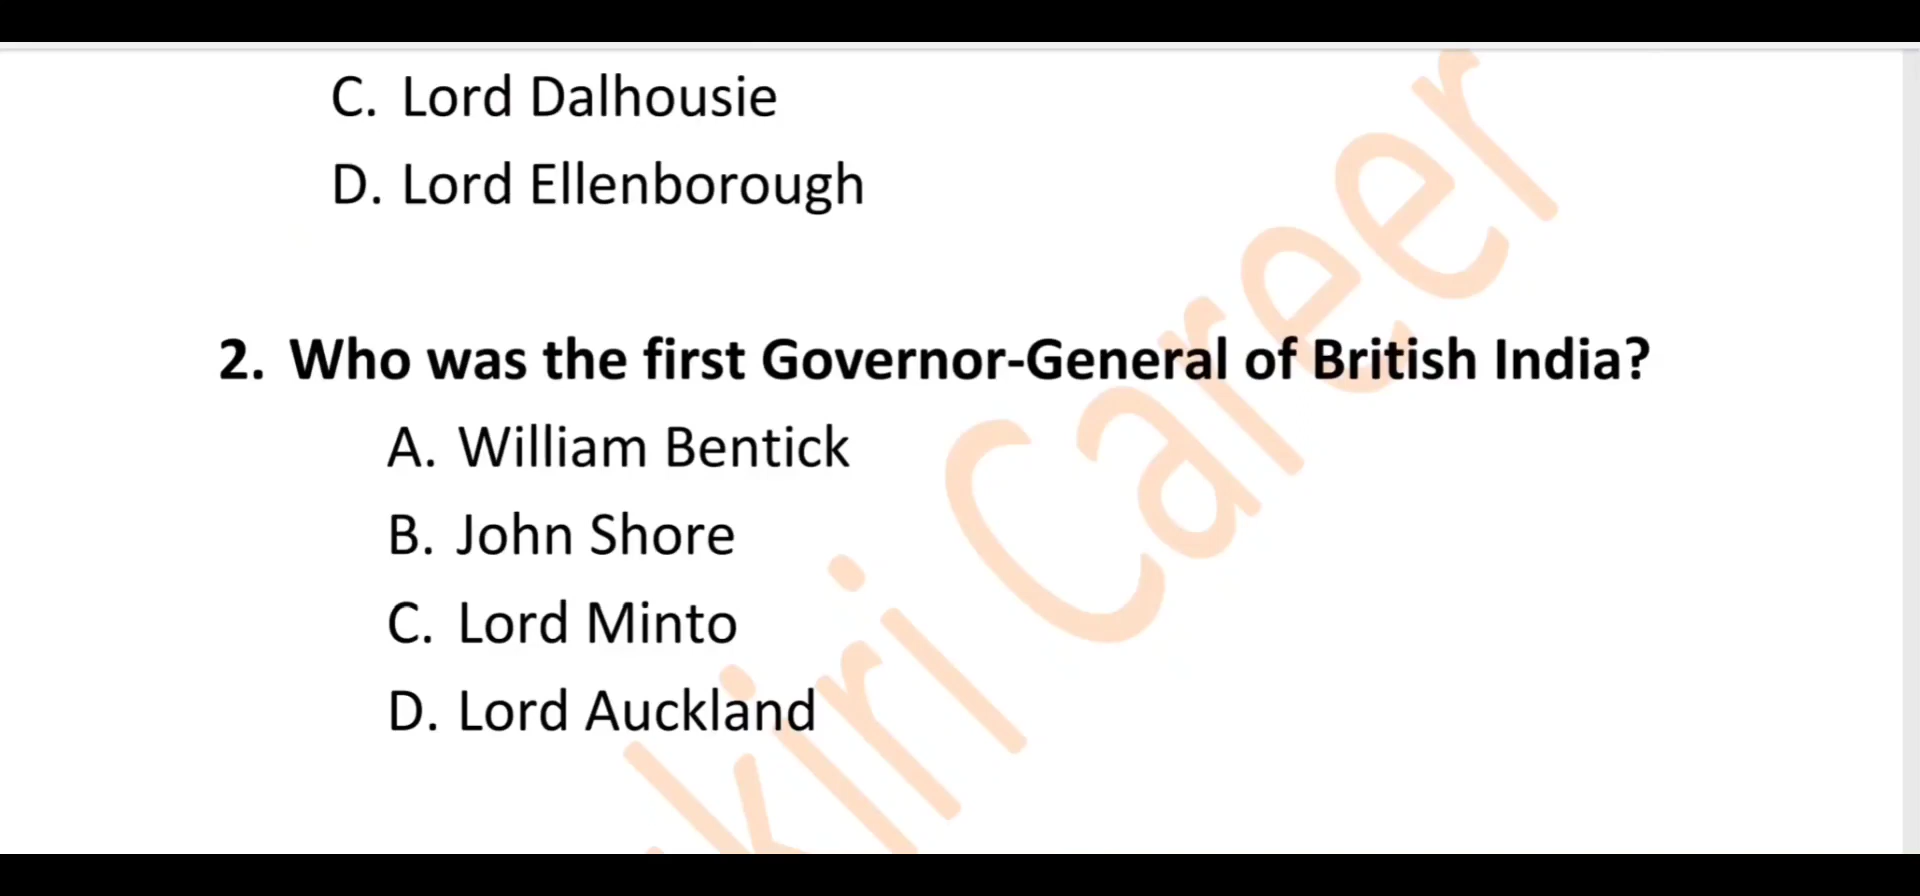 C. Lord Dalhousie
D. Lord Ellenborough
2. Who was the first Governor-General of British India?
A. William Bentick
B. John Shore
C. Lord Minto
D. Lord Auckland
kiri Career